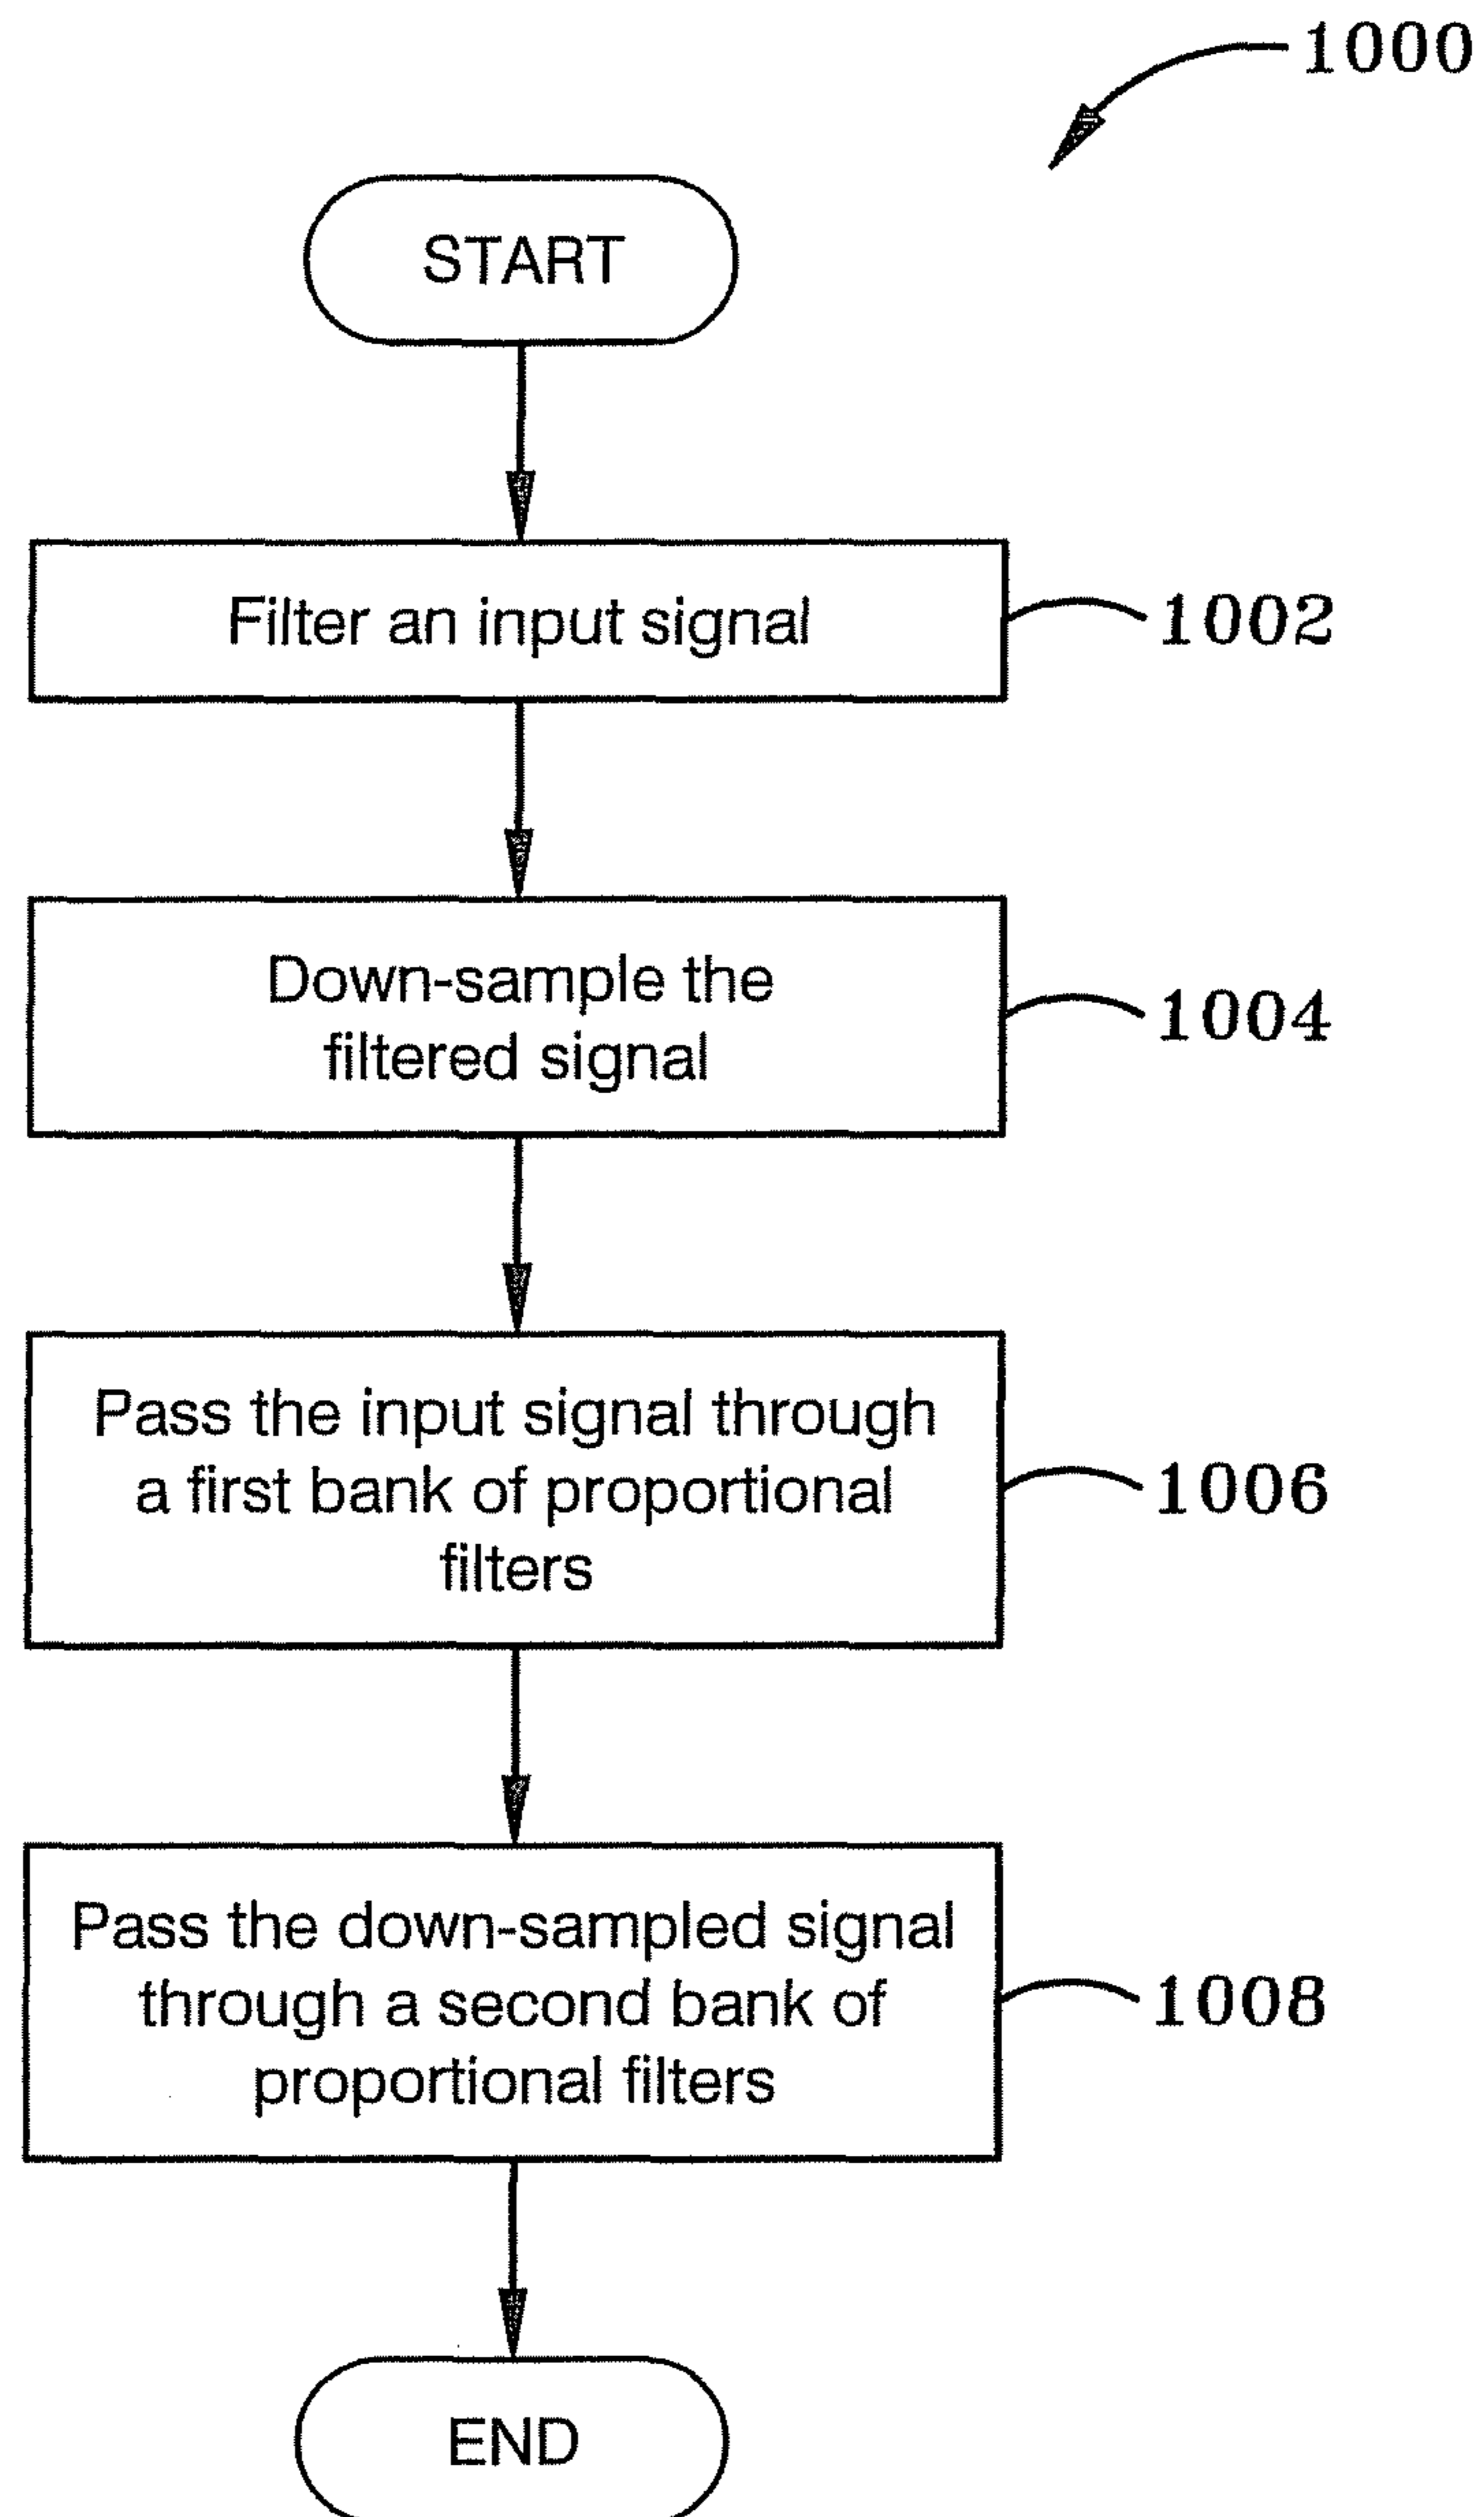 1000
START
Filter an input signal
1002
Down-sample the
filtered signal
1004
Pass the input signal through
a first bank of proportional
filters
1006
Pass the down-sampled signal
through a second bank of
proportional filters
1008
END